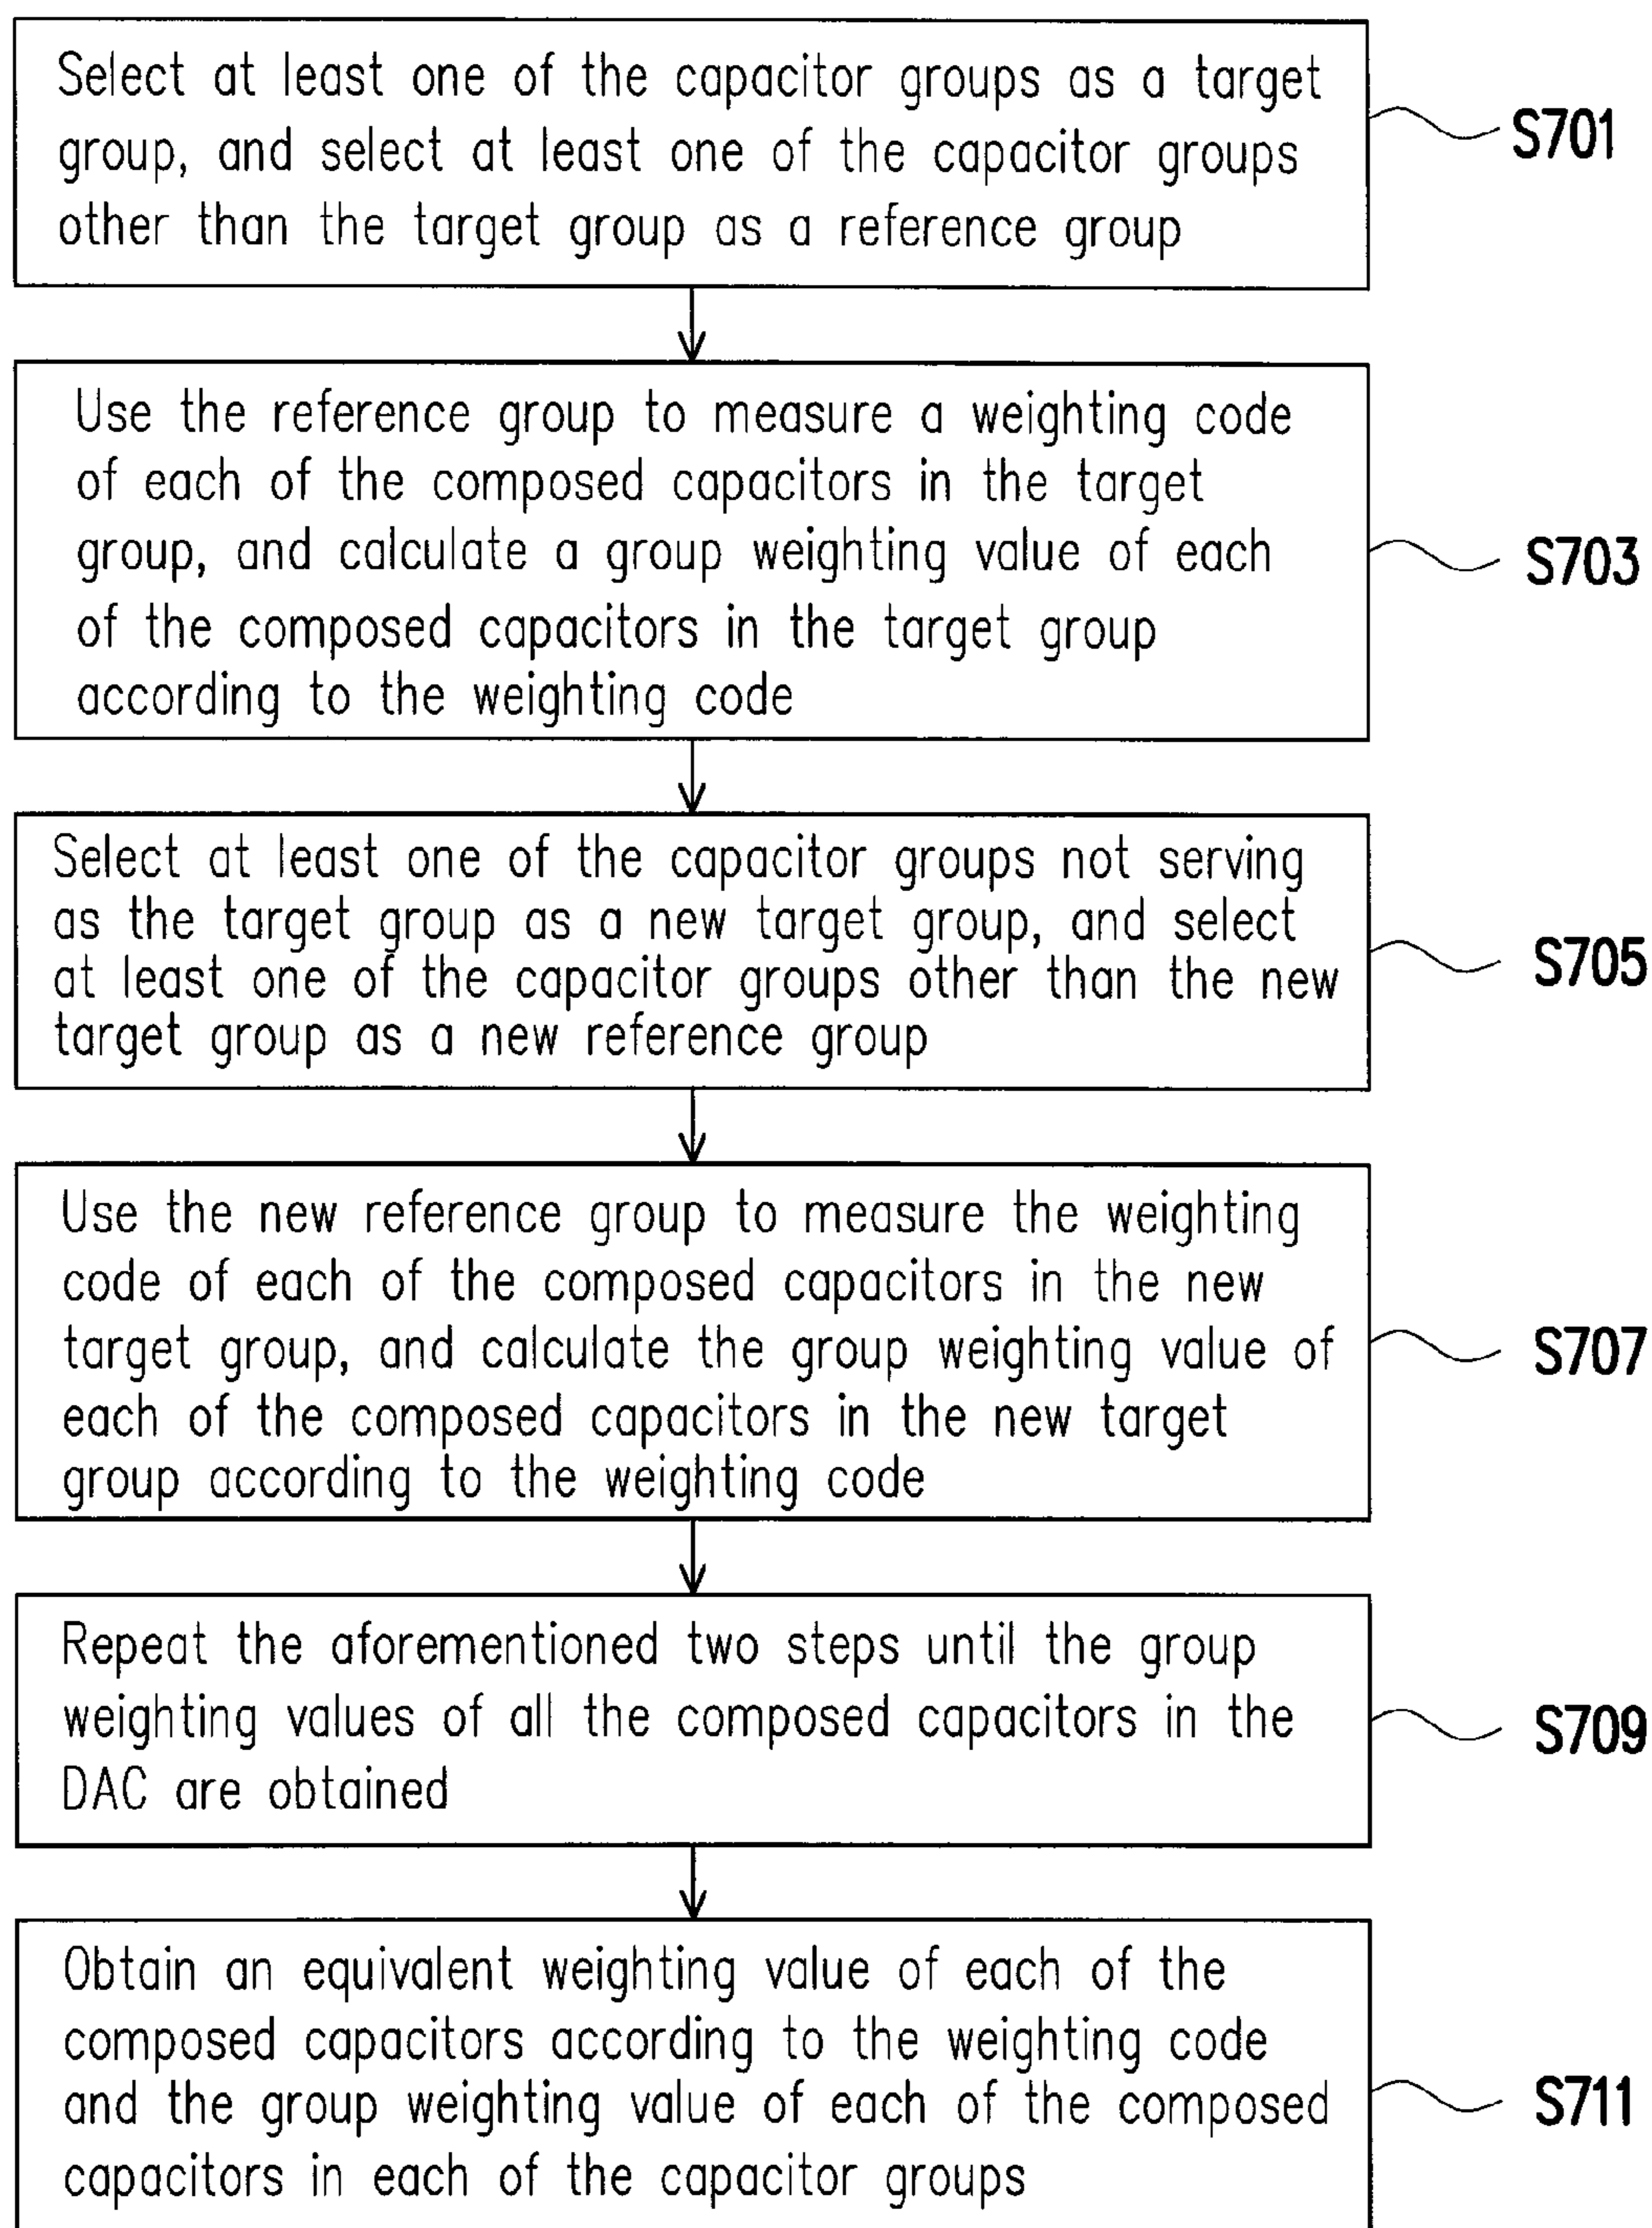 Select at least one of the capacitor groups as a target
group, and select at least one of the capacitor groups
other than the target group as a reference group
S701
Use the reference group to measure a weighting code
of each of the composed capacitors in the target
group, and calculate a group weighting value of each
of the composed capacitors in the target group
according to the weighting code
S703
Select at least one of the capacitor groups not serving
as the target group as a new target group, and select
at least one of the capacitor groups other than the new
target group as a new reference group
S705
Use the new reference group to measure the weighting
code of each of the composed capacitors in the new
target group, and calculate the group weighting value of
each of the composed capacitors in the new target
group according to the weighting code
S707
Repeat the aforementioned two steps until the group
weighting values of all the composed capacitors in the
DAC are obtained
S709
Obtain an equivalent weighting value of each of the
composed capacitors according to the weighting code
and the group weighting value of each of the composed
capacitors in each of the capacitor groups
S711